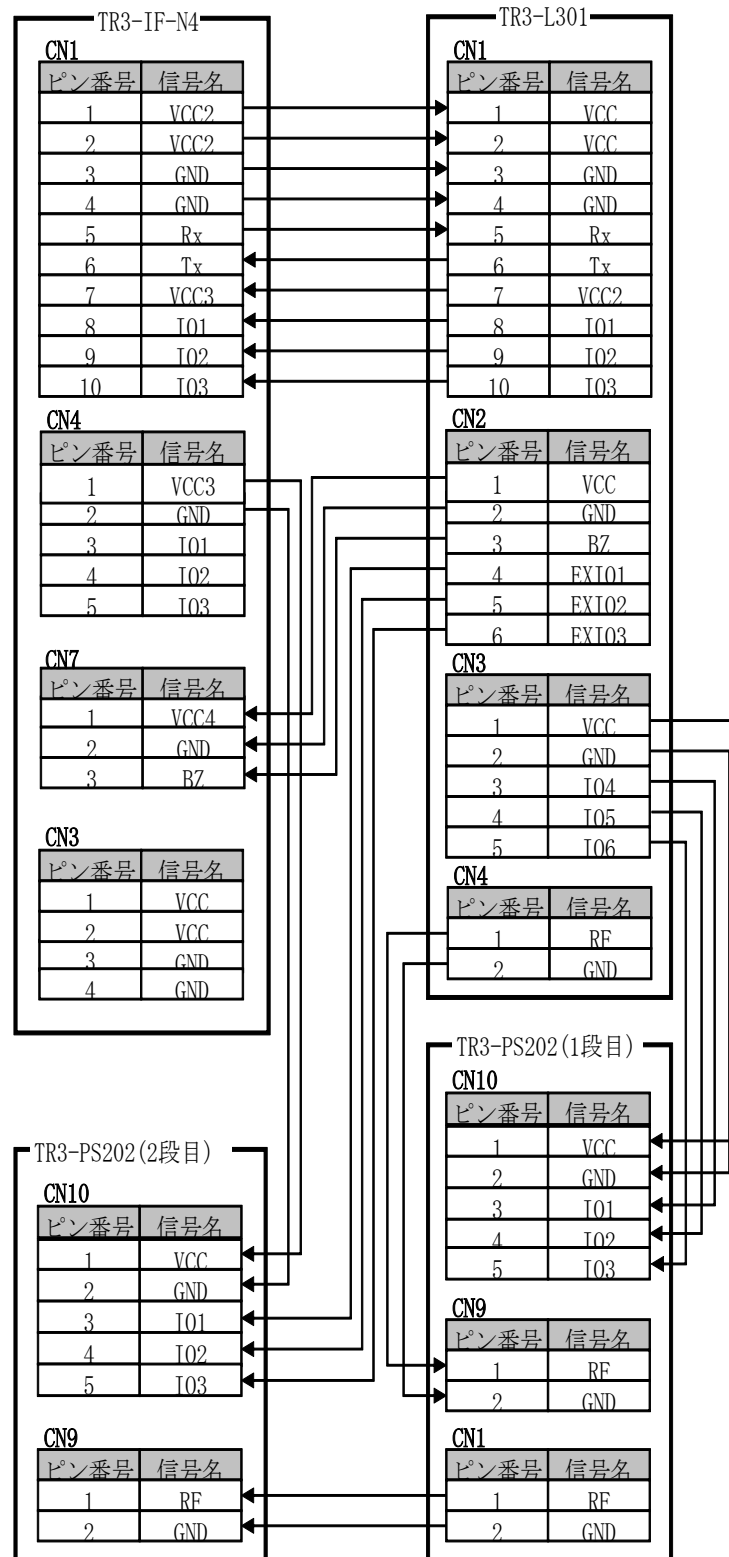 TR3-IF-N4
CN1
ピン番号 信号名
1 VCC2
2 VCC2
3 GND
4 GND
5 Rx
6 Tx
7 VCC3
8 IO1
9 IO2
10 IO3
CN4
ピン番号 信号名
1 VCC3
2 GND
3 IO1
4 IO2
5 IO3
CN7
ピン番号 信号名
1 VCC4
2 GND
3 BZ
CN3
ピン番号 信号名
1 VCC
2 VCC
3 GND
4 GND
TR3-L301
CN1
ピン番号 信号名
1 VCC
2 VCC
3 GND
4 GND
5 Rx
6 Tx
7 VCC2
8 IO1
9 IO2
10 IO3
CN2
ピン番号 信号名
1 VCC
2 GND
3 BZ
4 EXIO1
5 EXIO2
6 EXIO3
CN3
ピン番号 信号名
1 VCC
2 GND
3 IO4
4 IO5
5 IO6
CN4
ピン番号 信号名
1 RF
2 GND
TR3-PS202(2段目)
CN10
ピン番号 信号名
1 VCC
2 GND
3 IO1
4 IO2
5 IO3
CN9
ピン番号 信号名
1 RF
2 GND
TR3-PS202(1段目)
CN10
ピン番号 信号名
1 VCC
2 GND
3 IO1
4 IO2
5 IO3
CN9
ピン番号 信号名
1 RF
2 GND
CN1
ピン番号 信号名
1 RF
2 GND